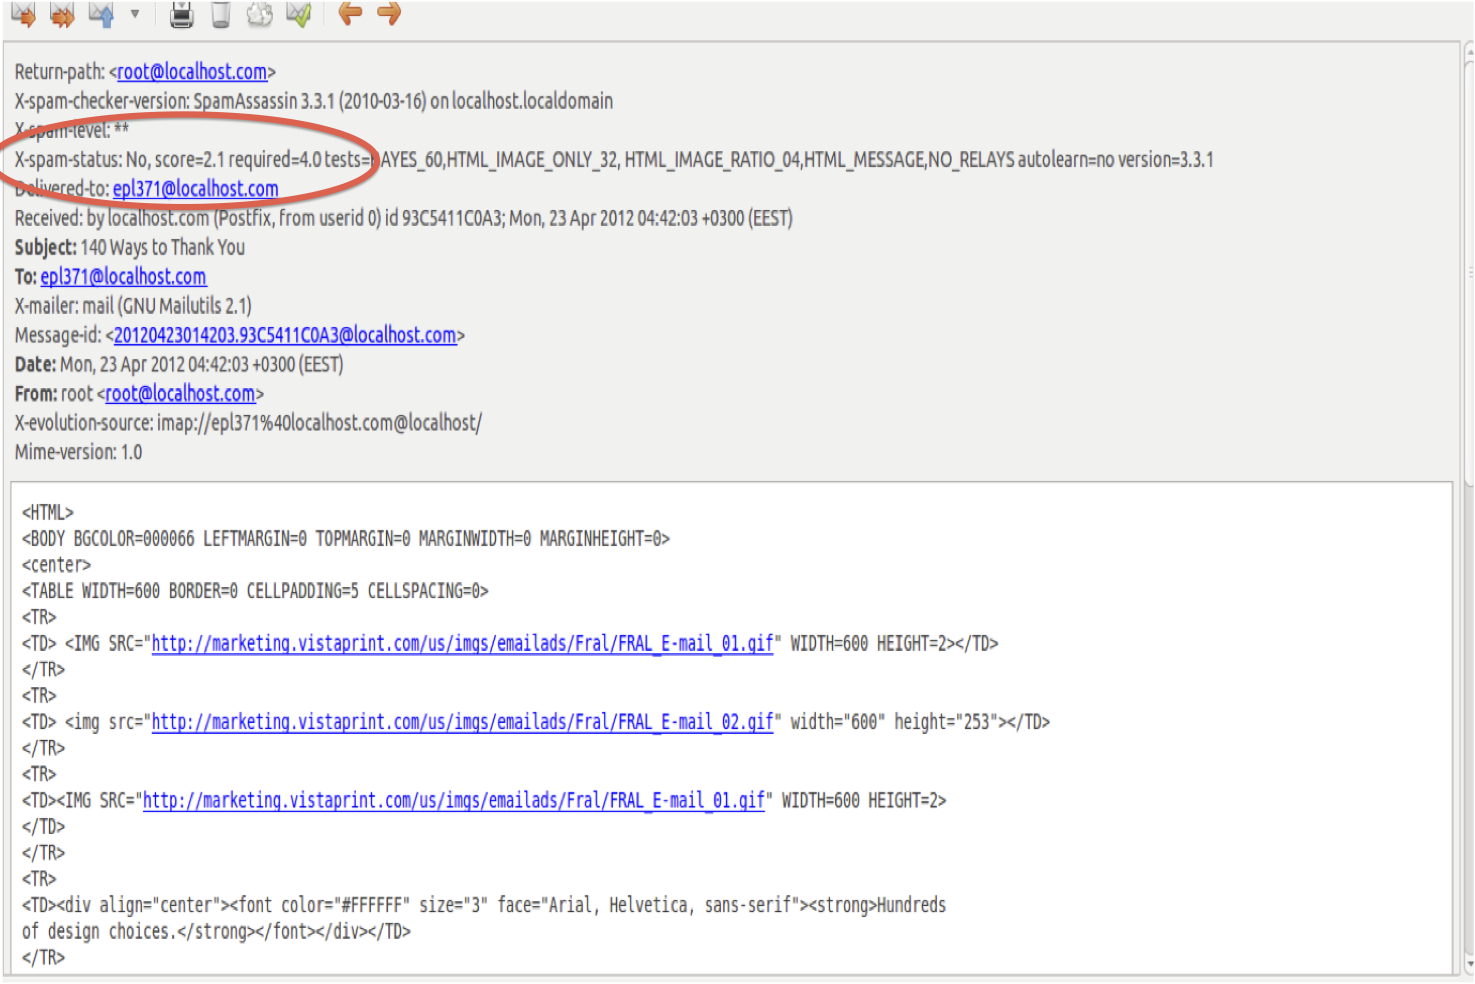 Return-path: <root@localhost.com>
X-spam-checker-version: SpamAssassin 3.3.1 (2010-03-16) on localhost.localdomain
X-spam-level: **
X-spam-status: No, score=2.1 required=4.0 tests=BAYES_60,HTML_IMAGE_ONLY_32, HTML_IMAGE_RATIO_04,HTML_MESSAGE,NO_RELAYS autolearn=no version=3.3.1
Delivered-to: epl371@localhost.com
Received: by localhost.com (Postfix, from userid 0) id 93C5411C0A3; Mon, 23 Apr 2012 04:42:03 +0300 (EEST)
Subject: 140 Ways to Thank You
To: epl371@localhost.com
X-mailer: mail (GNU Mailutils 2.1)
Message-id: <20120423014203.93C5411C0A3@localhost.com>
Date: Mon, 23 Apr 2012 04:42:03 +0300 (EEST)
From: root <root@localhost.com>
X-evolution-source: imap://epl371%40localhost.com@localhost/
Mime-version: 1.0
<HTML>
<BODY BGCOLOR=000066 LEFTMARGIN=0 TOPMARGIN=0 MARGINWIDTH=0 MARGINHEIGHT=0>
<center>
<TABLE WIDTH=600 BORDER=0 CELLPADDING=5 CELLSPACING=0>
<TR>
<TD> <IMG SRC="http://marketing.vistaprint.com/us/imgs/emailads/Fral/FRAL_E-mail_01.gif" WIDTH=600 HEIGHT=2></TD>
</TR>
<TR>
<TD> <img src="http://marketing.vistaprint.com/us/imgs/emailads/Fral/FRAL_E-mail_02.gif" width="600" height="253"></TD>
</TR>
<TR>
<TD><IMG SRC="http://marketing.vistaprint.com/us/imgs/emailads/Fral/FRAL_E-mail_01.gif" WIDTH=600 HEIGHT=2>
</TD>
</TR>
<TR>
<TD><div align="center"><font color="#FFFFFF" size="3" face="Arial, Helvetica, sans-serif"><strong>Hundreds
of design choices.</strong></font></div></TD>
</TR>